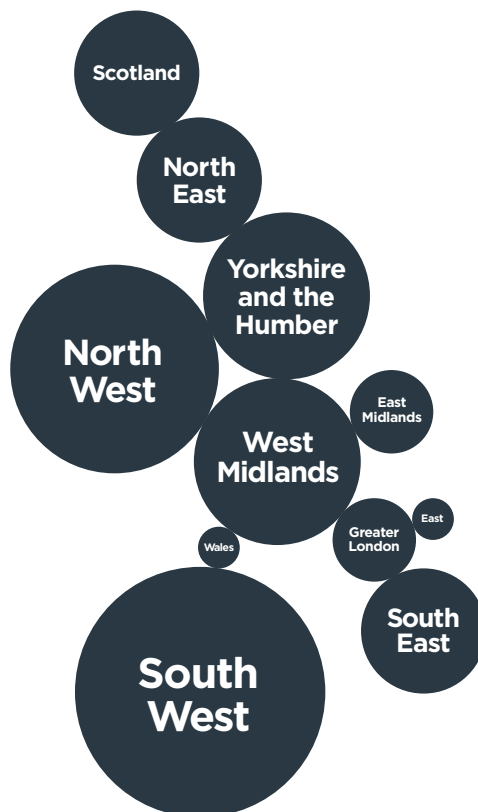 Scotland
North
East
Yorkshire
and the
Humber
North
West
East
Midlands
West
Midlands
East
Greater
London
Wales
South
East
South
West